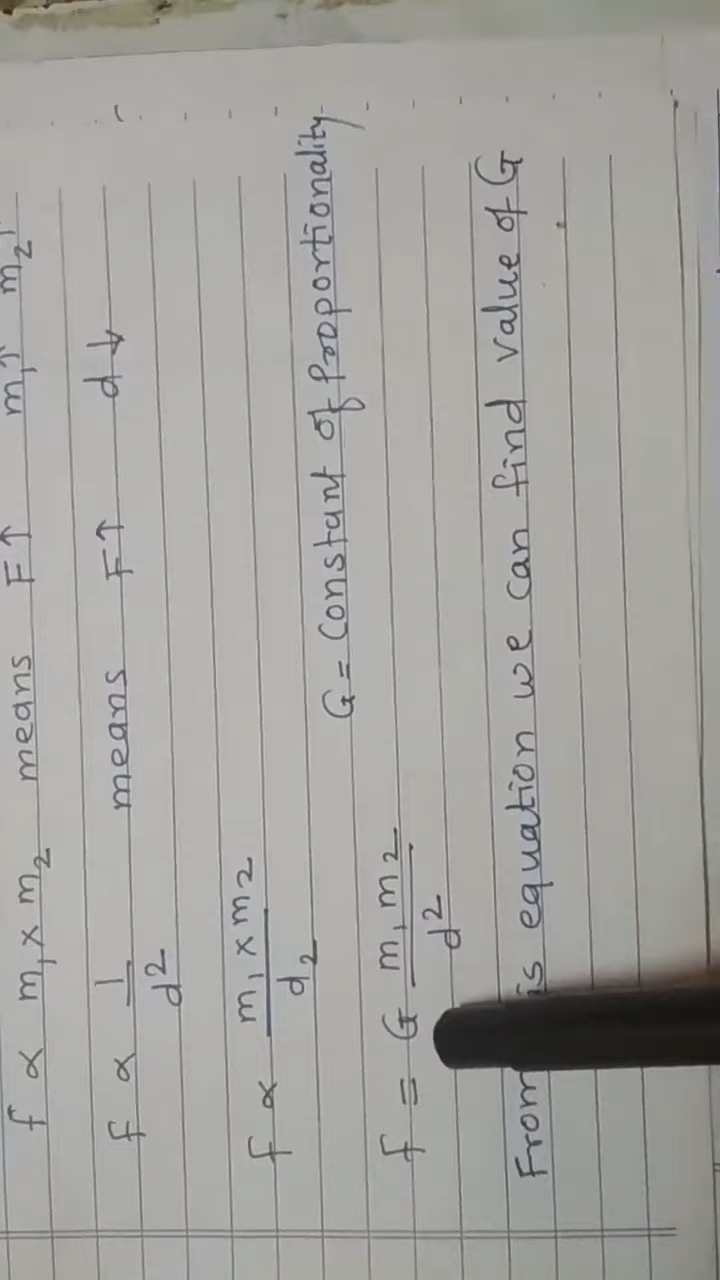 f ∝ m₁ × m₂ means F↑ m₁↑ m₂↑
f ∝ 1/d² means F↑ d↓
f ∝ m₁ × m₂/d₂
G = Constant of Proportionality
f = G m₁ m₂/d²
From is equation we can find value of G